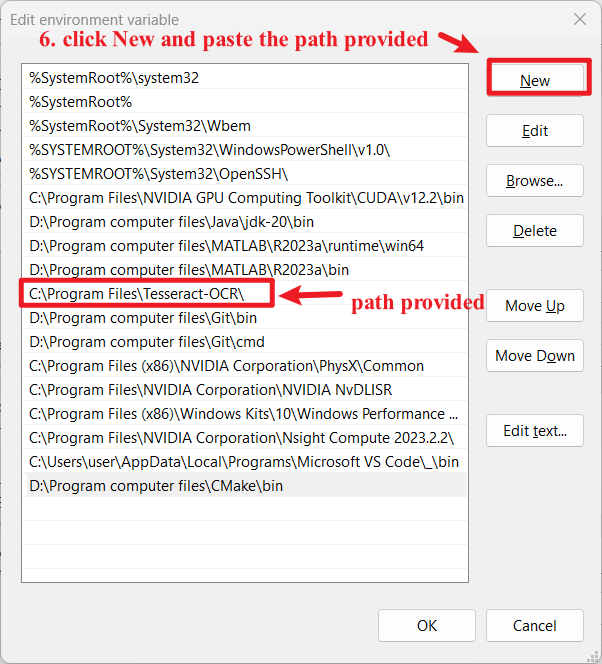 Edit environment variable
6. click New and paste the path provided
%SystemRoot%\system32
New
%SystemRoot%
%SystemRoot%\System32\Wbem
Edit
%SYSTEMROOT%\System32\WindowsPowerShell\v1.0\
%SYSTEMROOT%\System32\OpenSSH\
Browse...
C:\Program Files\NVIDIA GPU Computing Toolkit\CUDA\v12.2\bin
D:\Program computer files\Java\jdk-20\bin
Delete
D:\Program computer files\MATLAB\R2023a\runtime\win64
D:\Program computer files\MATLAB\R2023a\bin
C:\Program Files\Tesseract-OCR\
path provided
Move Up
D:\Program computer files\Git\bin
D:\Program computer files\Git\cmd
Move Down
C:\Program Files (x86)\NVIDIA Corporation\PhysX\Common
C:\Program Files\NVIDIA Corporation\NVIDIA NvDLISR
C:\Program Files (x86)\Windows Kits\10\Windows Performance ...
Edit text...
C:\Program Files\NVIDIA Corporation\Nsight Compute 2023.2.2\
C:\Users\user\AppData\Local\Programs\Microsoft VS Code\_\bin
D:\Program computer files\CMake\bin
OK
Cancel